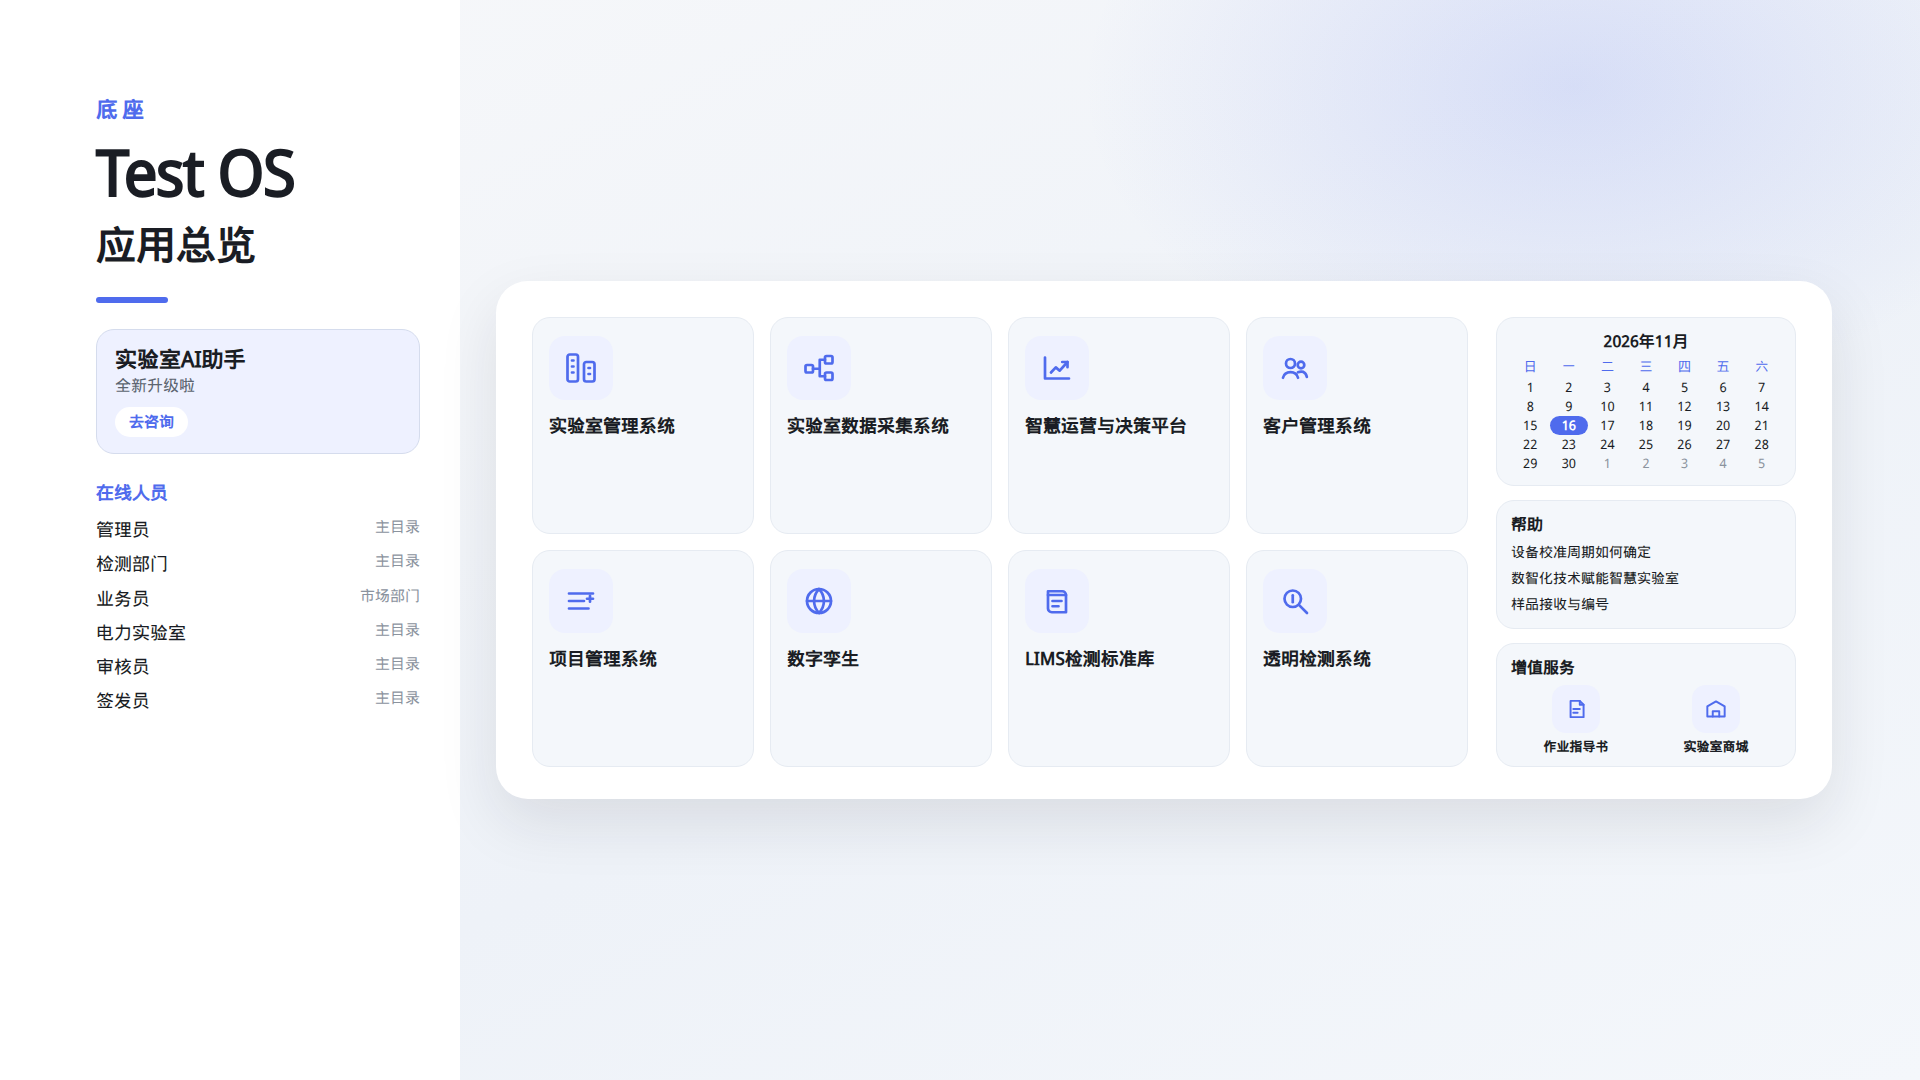 底座
Test OS
应用总览
实验室AI助手
全新升级啦
去咨询
在线人员
管理员 主目录
检测部门 主目录
业务员 市场部门
电力实验室 主目录
审核员 主目录
签发员 主目录
实验室管理系统
实验室数据采集系统
智慧运营与决策平台
客户管理系统
项目管理系统
数字孪生
LIMS检测标准库
透明检测系统
2026年11月
日 一 二 三 四 五 六
1 2 3 4 5 6 7
8 9 10 11 12 13 14
15 16 17 18 19 20 21
22 23 24 25 26 27 28
29 30 1 2 3 4 5
帮助
设备校准周期如何确定
数智化技术赋能智慧实验室
样品接收与编号
增值服务
作业指导书
实验室商城